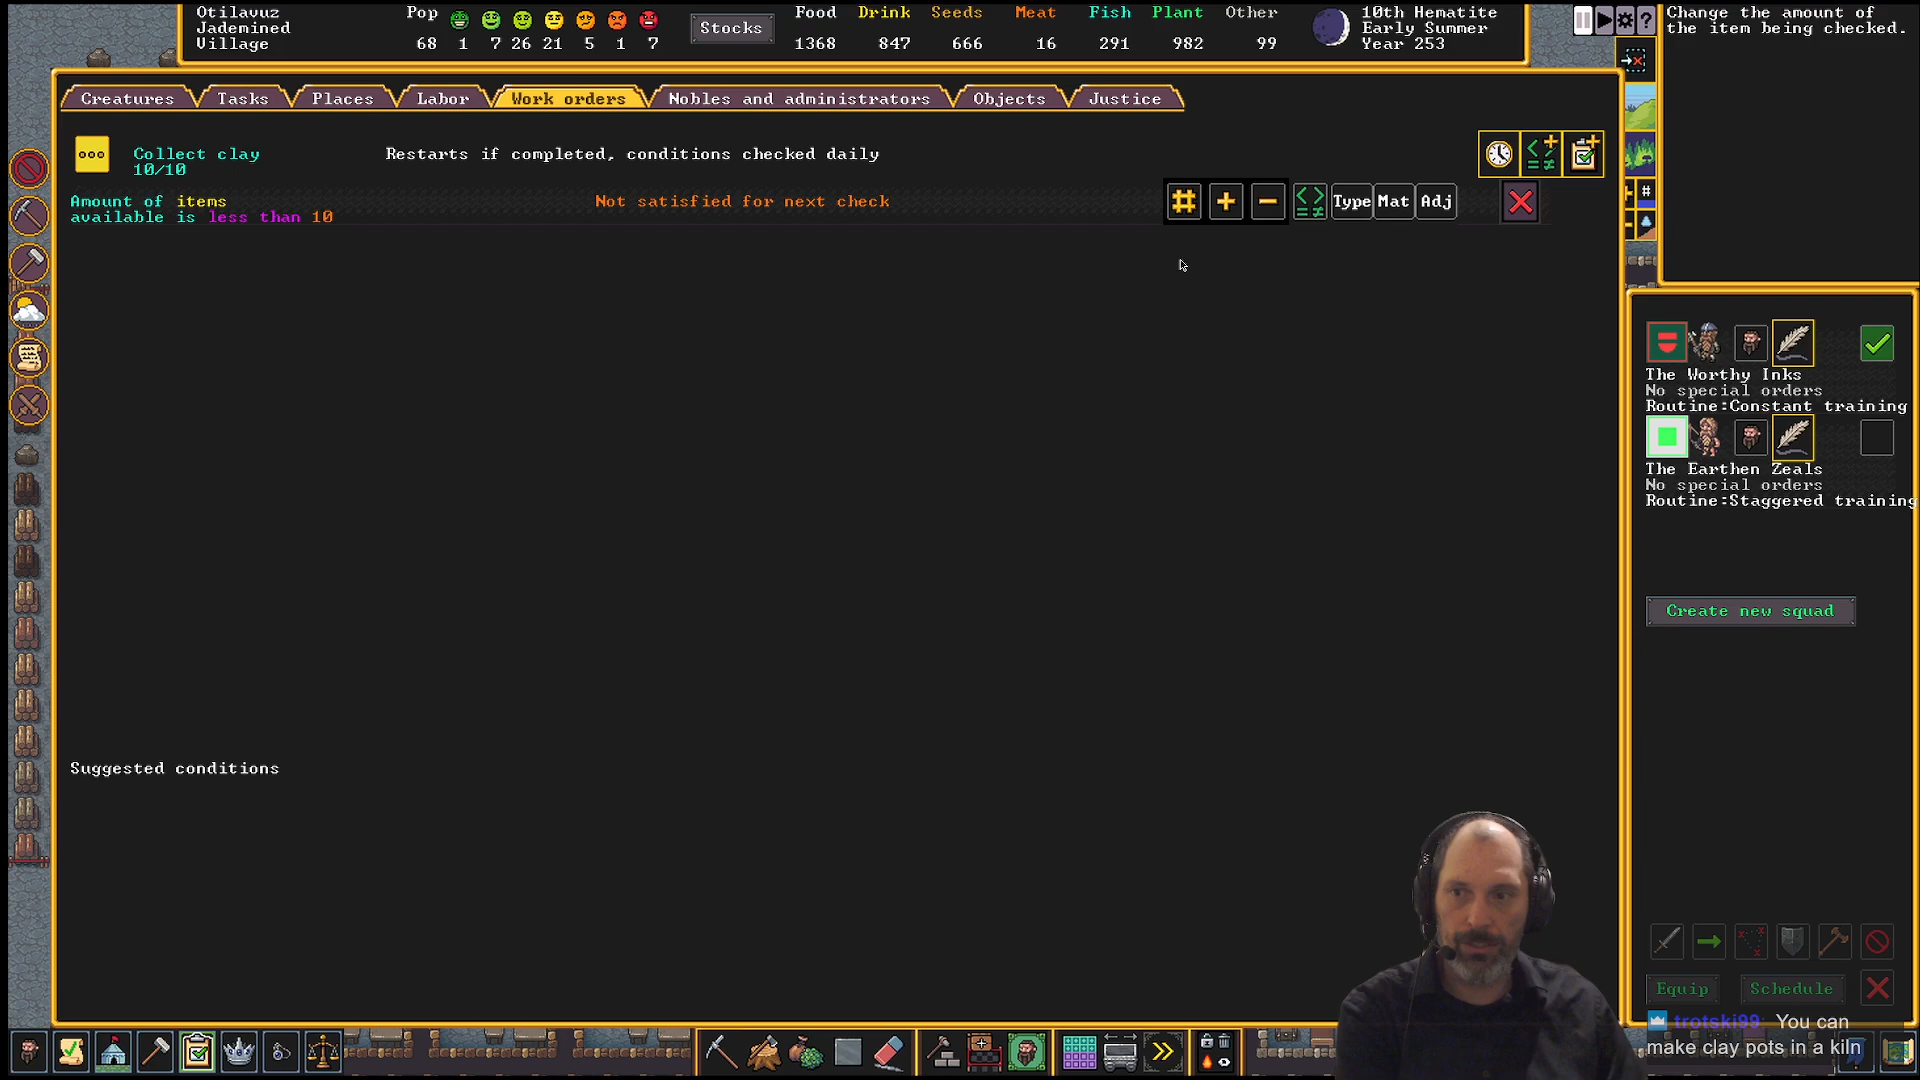 Otilavuz
Jademined
Village
Pop
68 1 7 26 21 5 1 7
Stocks
Food Drink Seeds Meat Fish Plant Other
1368 847 666 16 291 982 99
10th Hematite
Early Summer
Year 253
Change the amount of
the item being checked.
Creatures Tasks Places Labor Work orders Nobles and administrators Objects Justice
Collect clay
10/10
Restarts if completed, conditions checked daily
Amount of items
available is less than 10
Not satisfied for next check
Type Mat Adj
Suggested conditions
The Worthy Inks
No special orders
Routine:Constant training
The Earthen Zeals
No special orders
Routine:Staggered training
Create new squad
Equip Schedule
trotski99: You can
make clay pots in a kiln